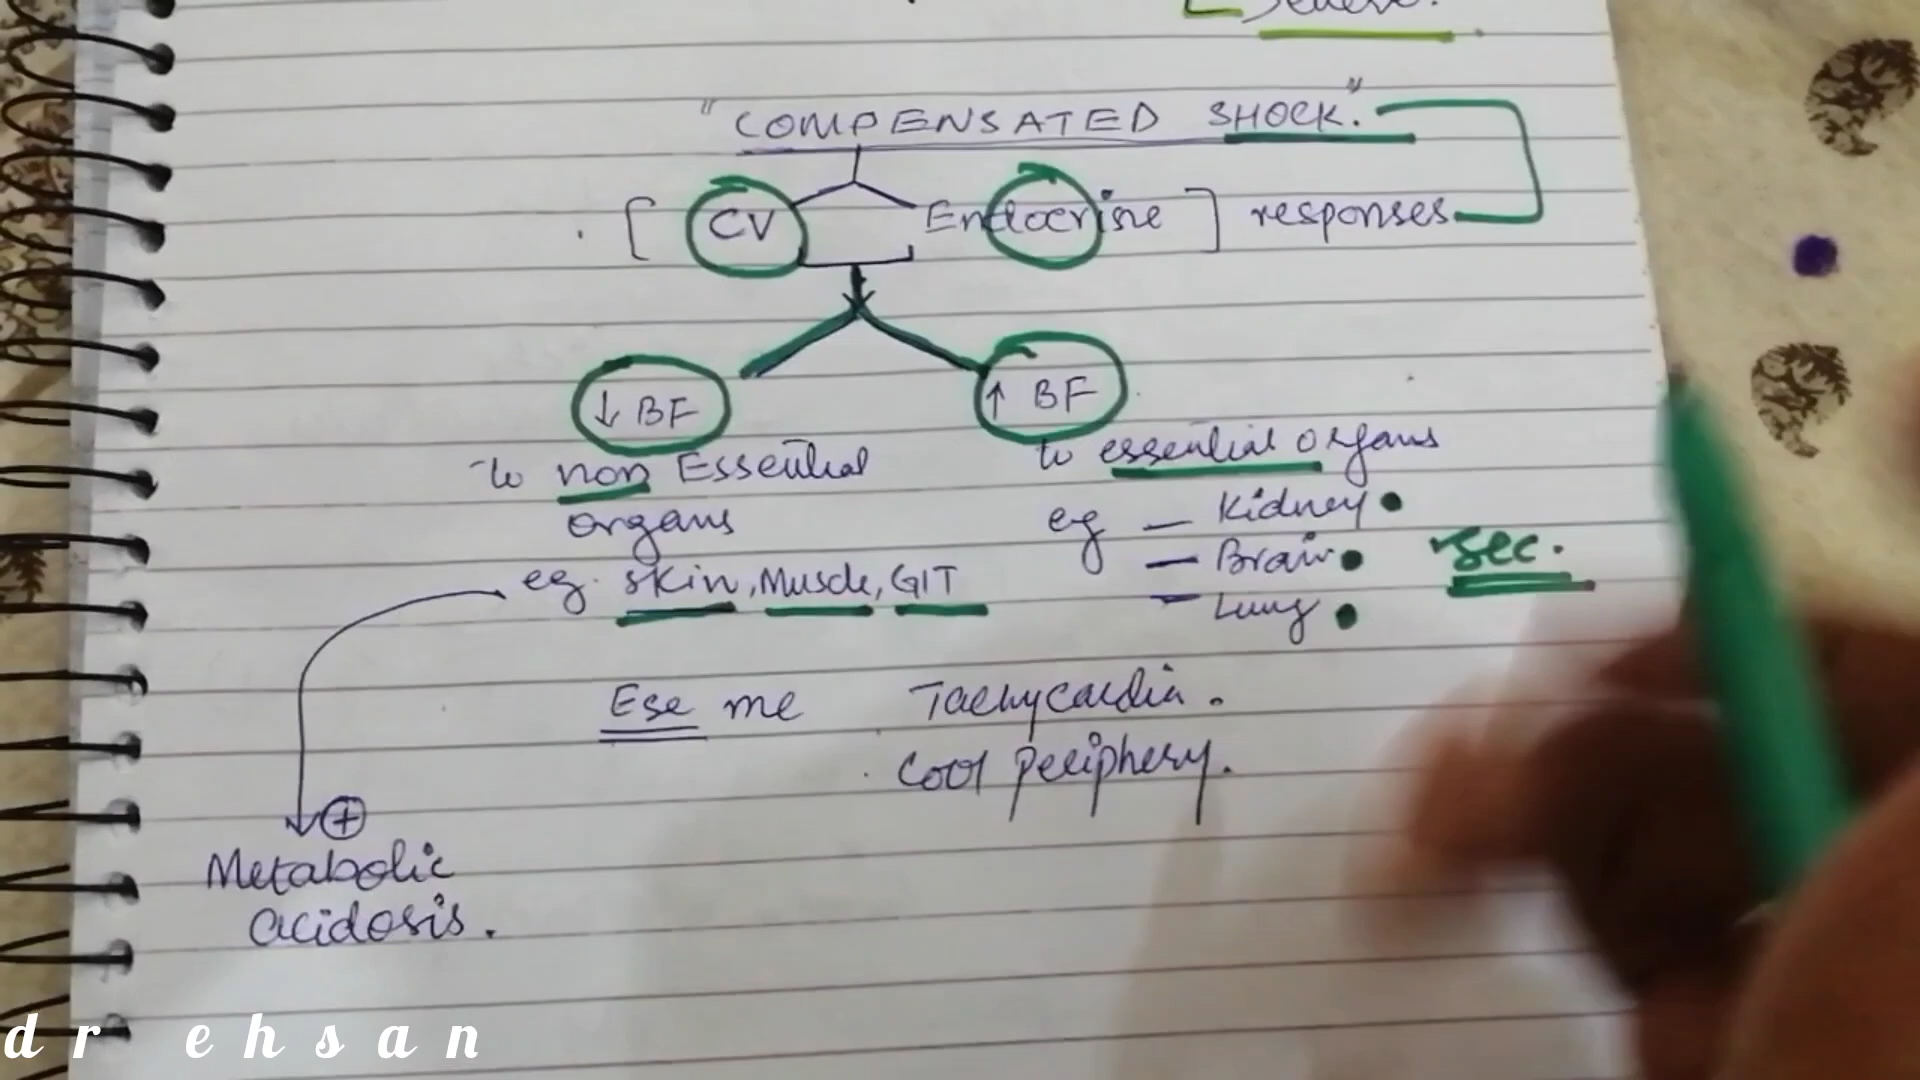 "COMPENSATED SHOCK."
[ CV Endocrine ] responses
↓ BF
to non Essential
organs
eg. skin, Muscle, GIT
↑ BF
to essential organs
eg – Kidney
– Brain
– Lung
sec.
Ese me Tachycardia.
Cool periphery.
+
Metabolic
acidosis.
dr ehsan